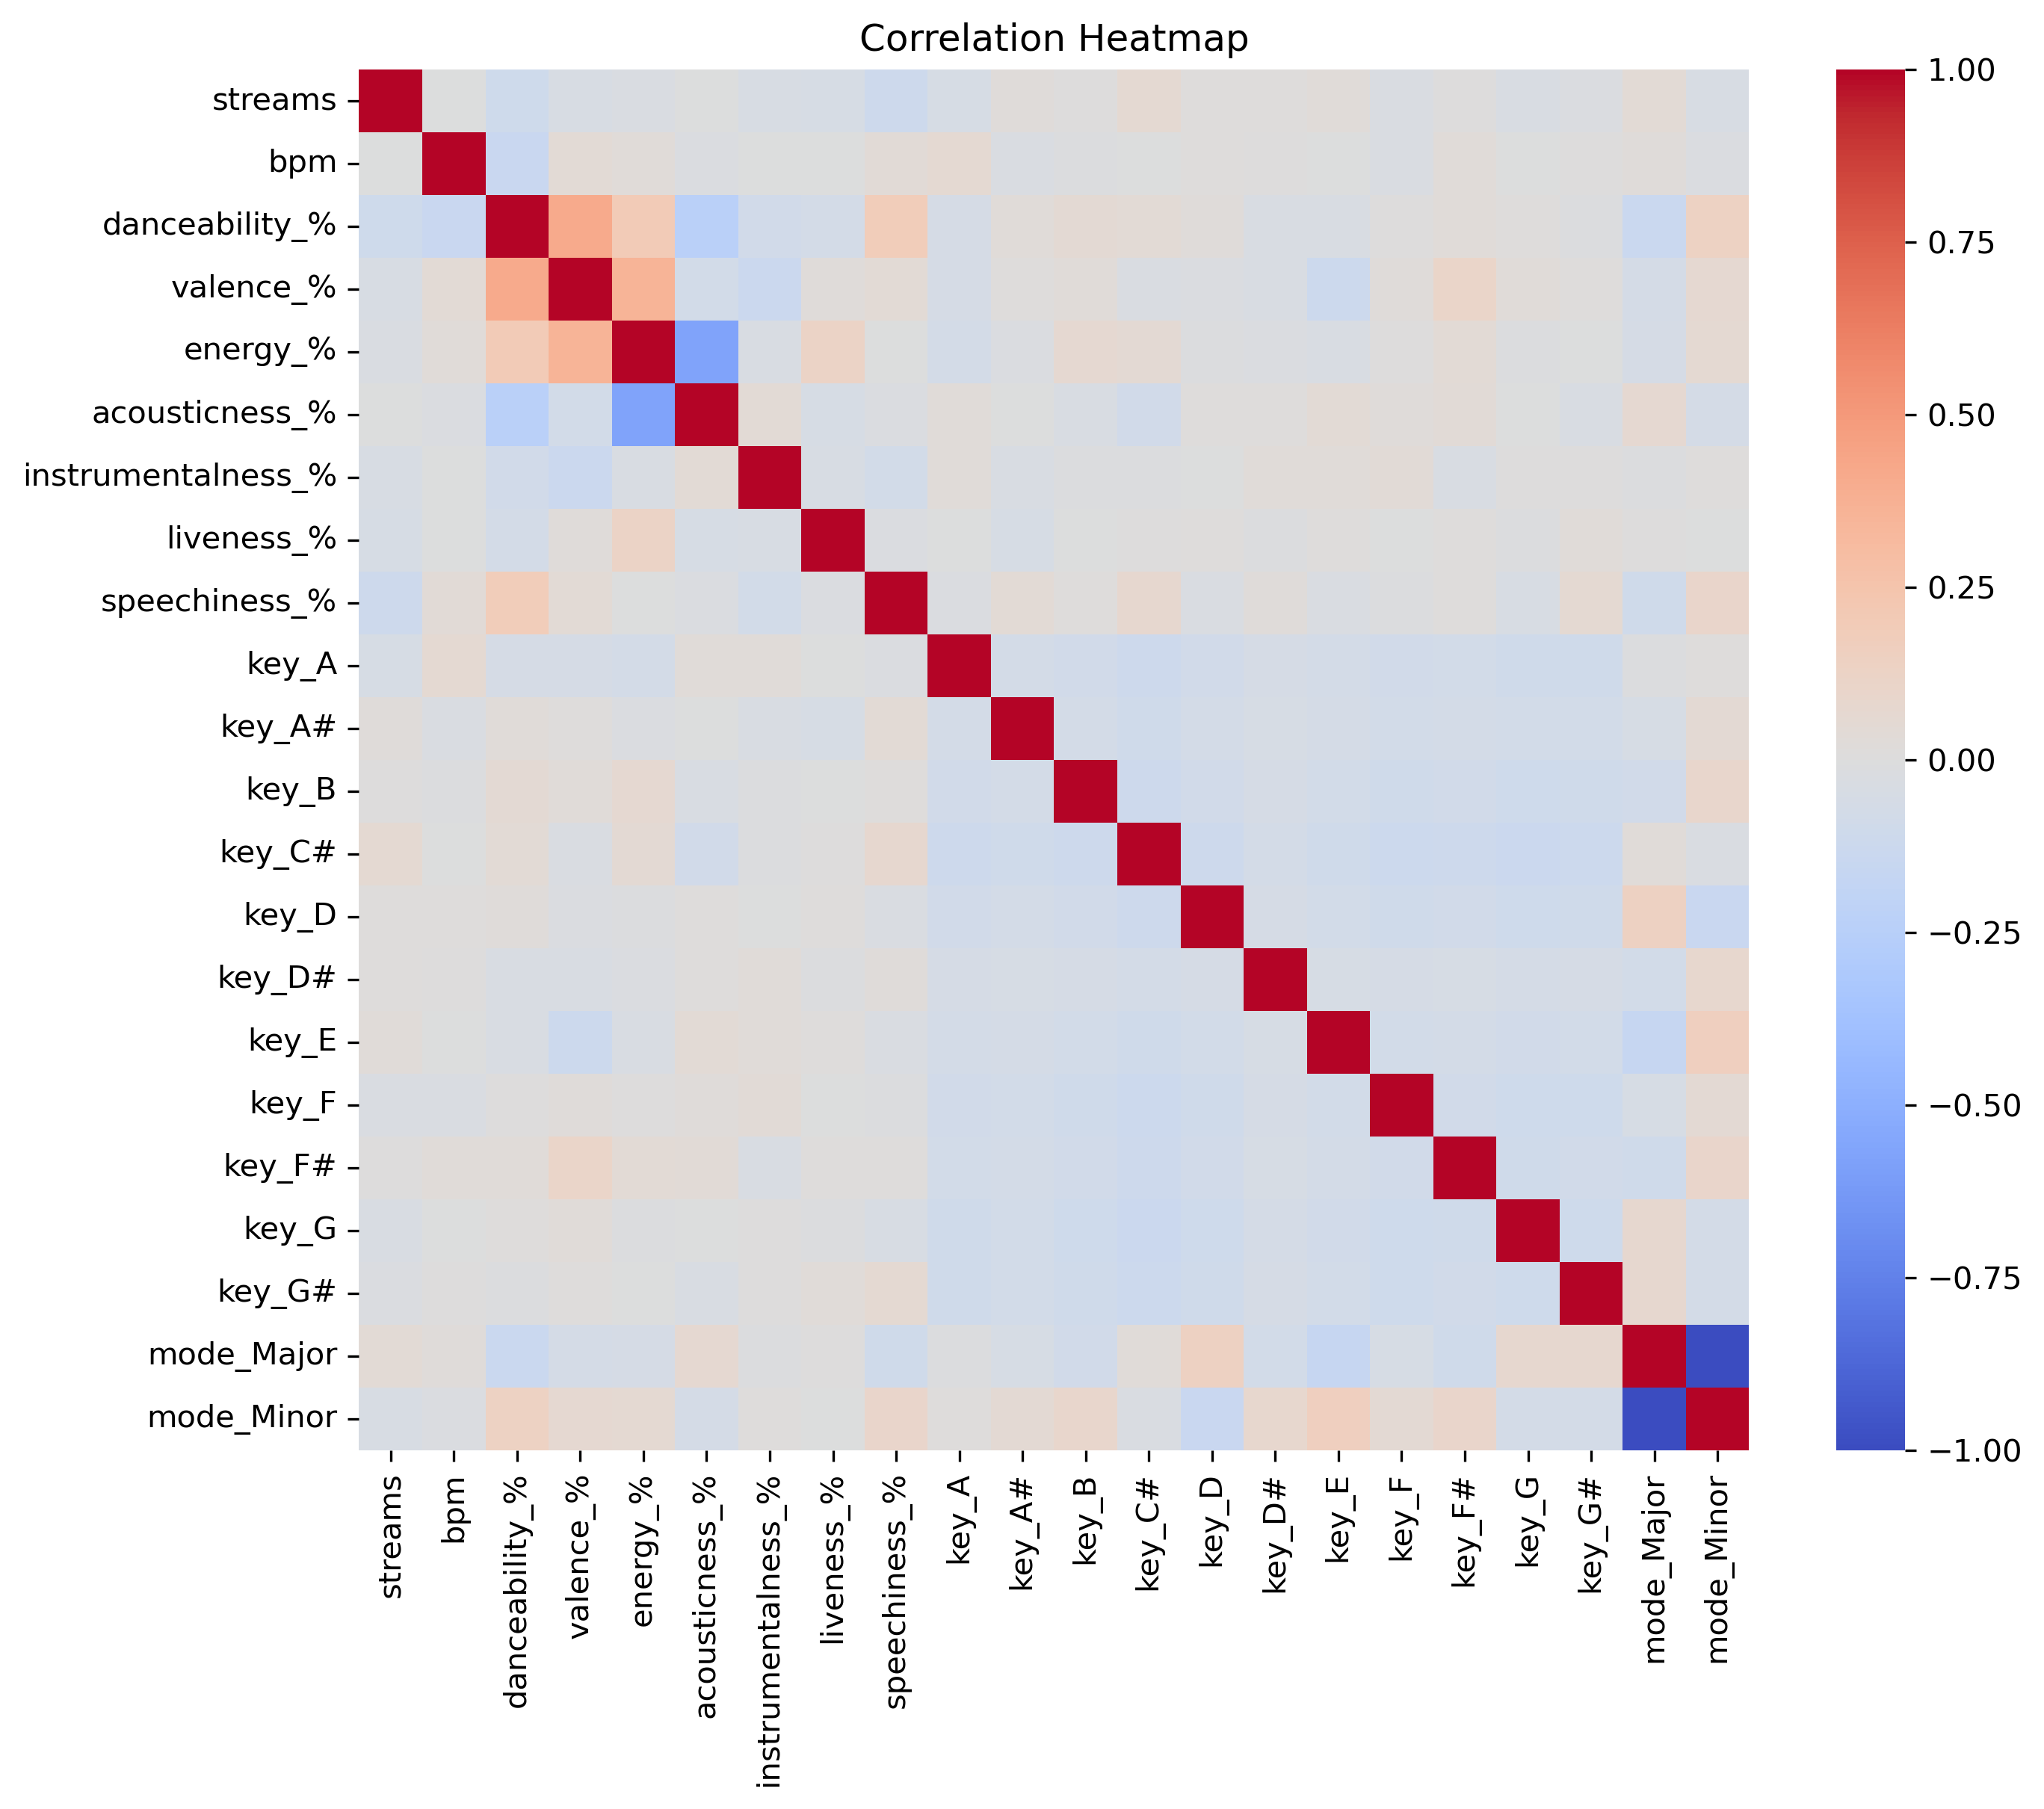 Correlation Heatmap
streams
bpm
danceability_%
valence_%
energy_%
acousticness_%
instrumentalness_%
liveness_%
speechiness_%
key_A
key_A#
key_B
key_C#
key_D
key_D#
key_E
key_F
key_F#
key_G
key_G#
mode_Major
mode_Minor
streams
bpm
danceability_%
valence_%
energy_%
acousticness_%
instrumentalness_%
liveness_%
speechiness_%
key_A
key_A#
key_B
key_C#
key_D
key_D#
key_E
key_F
key_F#
key_G
key_G#
mode_Major
mode_Minor
1.00
0.75
0.50
0.25
0.00
−0.25
−0.50
−0.75
−1.00